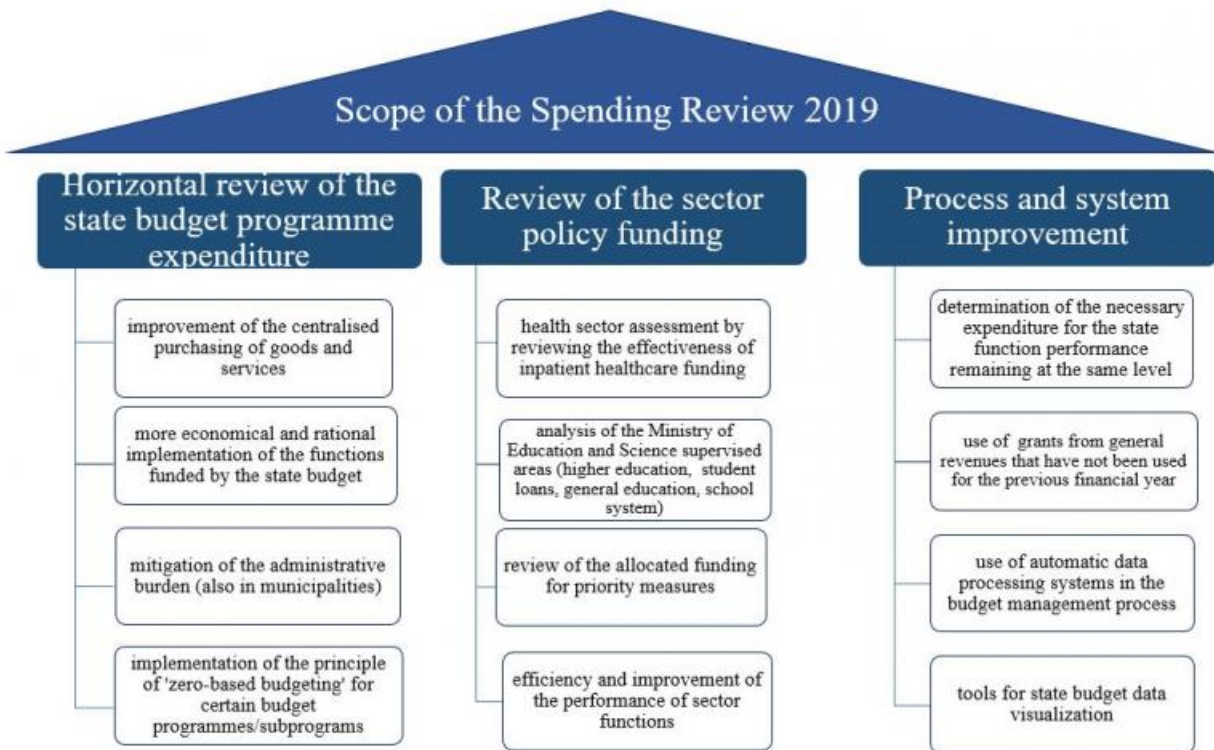 Scope of the Spending Review 2019
Horizontal review of the
state budget programme
expenditure
improvement of the centralised
purchasing of goods and
services
more economical and rational
implementation of the functions
funded by the state budget
mitigation of the administrative
burden (also in municipalities)
implementation of the principle
of 'zero-based budgeting' for
certain budget
programmes/subprograms
Review of the sector
policy funding
health sector assessment by
reviewing the effectiveness of
inpatient healthcare funding
analysis of the Ministry of
Education and Science supervised
areas (higher education, student
loans, general education, school
system)
review of the allocated funding
for priority measures
efficiency and improvement of
the performance of sector
functions
Process and system
improvement
determination of the necessary
expenditure for the state
function performance
remaining at the same level
use of grants from general
revenues that have not been used
for the previous financial year
use of automatic data
processing systems in the
budget management process
tools for state budget data
visualization